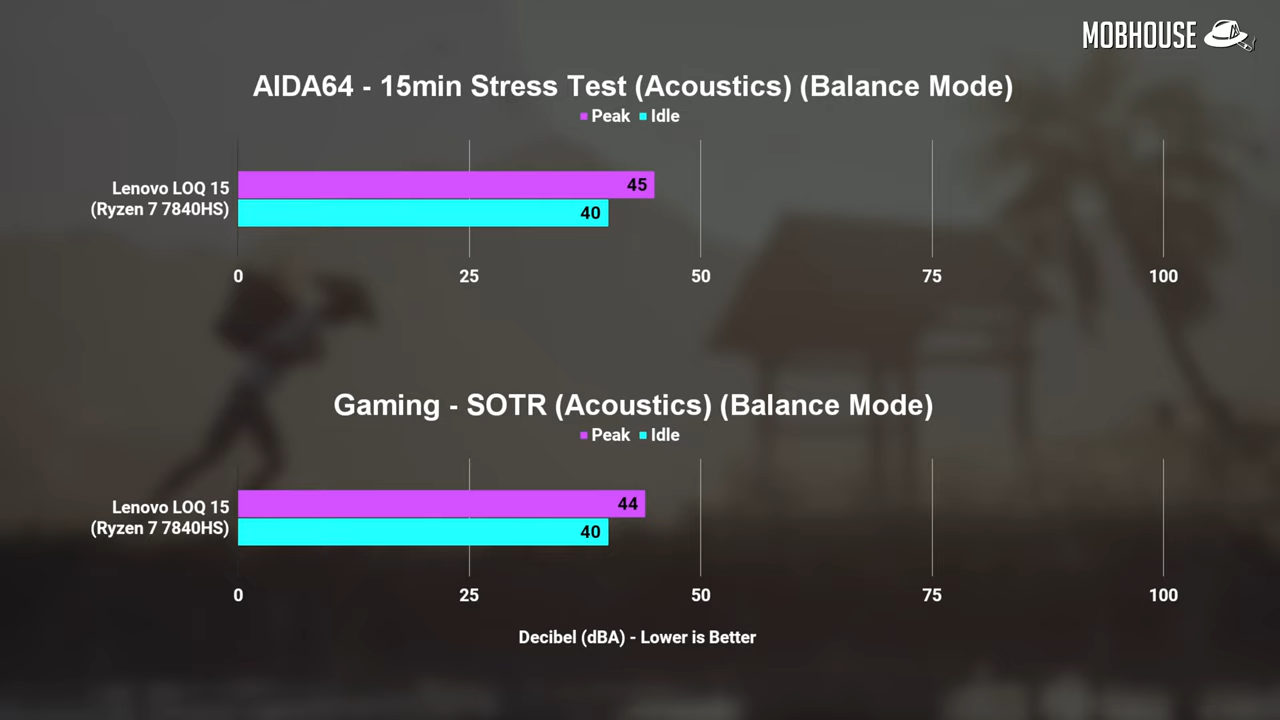 MOBHOUSE
AIDA64 - 15min Stress Test (Acoustics) (Balance Mode)
Peak Idle
Lenovo LOQ 15
(Ryzen 7 7840HS)
45
40
0 25 50 75 100
Gaming - SOTR (Acoustics) (Balance Mode)
Peak Idle
Lenovo LOQ 15
(Ryzen 7 7840HS)
44
40
0 25 50 75 100
Decibel (dBA) - Lower is Better